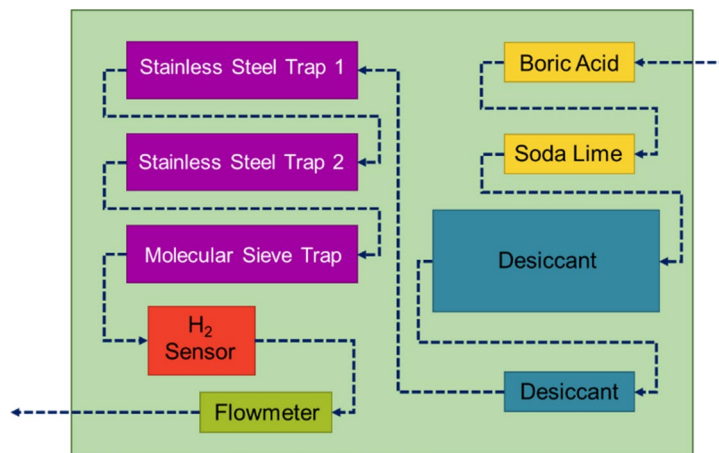 Stainless Steel Trap 1
Boric Acid
Stainless Steel Trap 2
Soda Lime
Molecular Sieve Trap
Desiccant
H₂
Sensor
Desiccant
Flowmeter